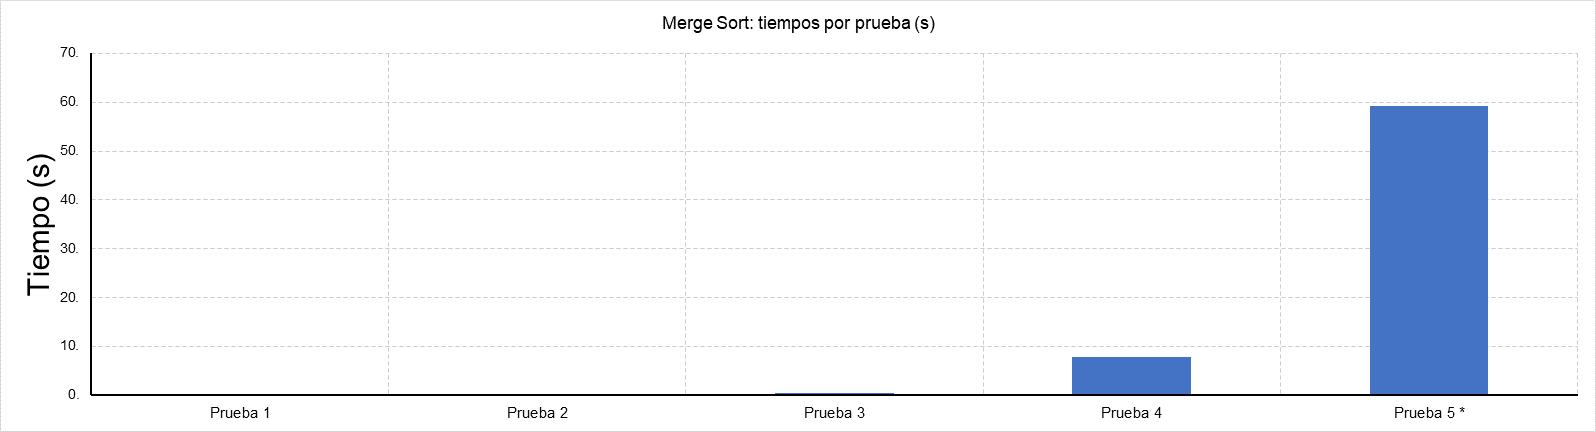 Merge Sort: tiempos por prueba (s)
Tiempo (s)
70.
60.
50.
40.
30.
20.
10.
0.
Prueba 1
Prueba 2
Prueba 3
Prueba 4
Prueba 5 *